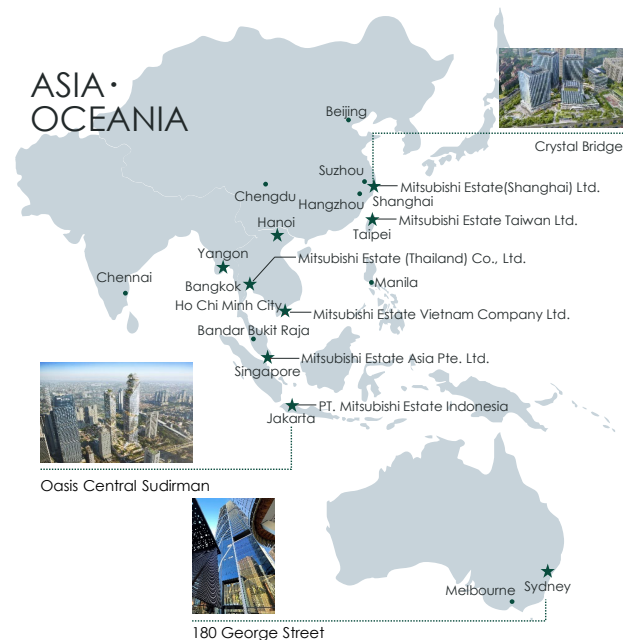 ASIA・
OCEANIA
Crystal Bridge
Beijing
Suzhou
Mitsubishi Estate(Shanghai) Ltd.
Chengdu
Hangzhou
Shanghai
Hanoi
Mitsubishi Estate Taiwan Ltd.
Taipei
Yangon
Mitsubishi Estate (Thailand) Co., Ltd.
Chennai
Bangkok
Manila
Ho Chi Minh City
Mitsubishi Estate Vietnam Company Ltd.
Bandar Bukit Raja
Mitsubishi Estate Asia Pte. Ltd.
Singapore
PT. Mitsubishi Estate Indonesia
Jakarta
Oasis Central Sudirman
Melbourne
Sydney
180 George Street